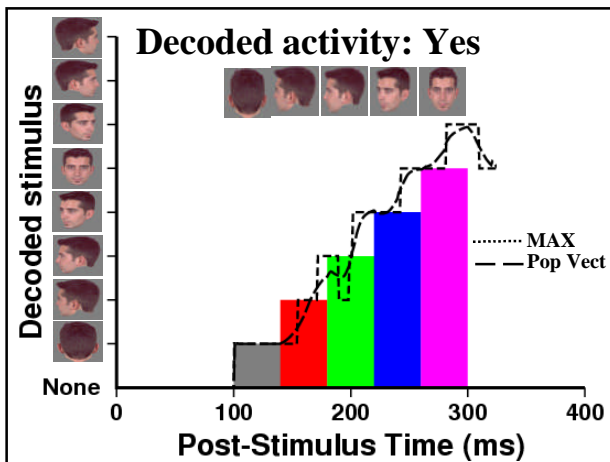 Decoded activity: Yes
Decoded stimulus
MAX
Pop Vect
None
0
100
200
300
400
Post-Stimulus Time (ms)